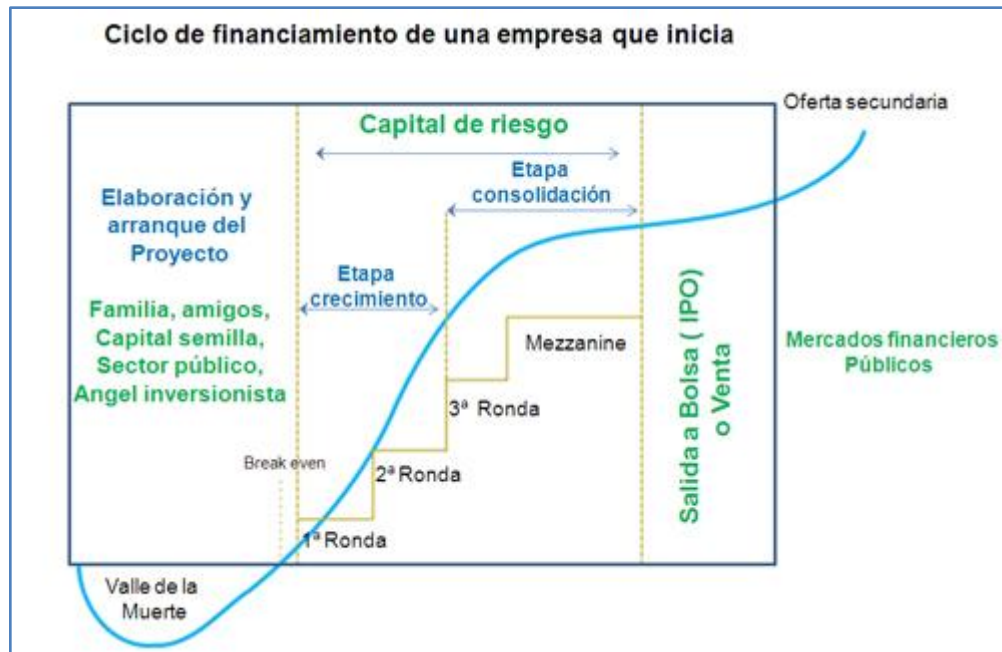 Ciclo de financiamiento de una empresa que inicia
Oferta secundaria
Capital de riesgo
Etapa
consolidación
Elaboración y
arranque del
Proyecto
Etapa
crecimiento
Familia, amigos,
Capital semilla,
Sector público,
Angel inversionista
Mezzanine
Mercados financieros
Públicos
3ª Ronda
Break even
2ª Ronda
1ª Ronda
Salida a Bolsa ( IPO)
o Venta
Valle de la
Muerte